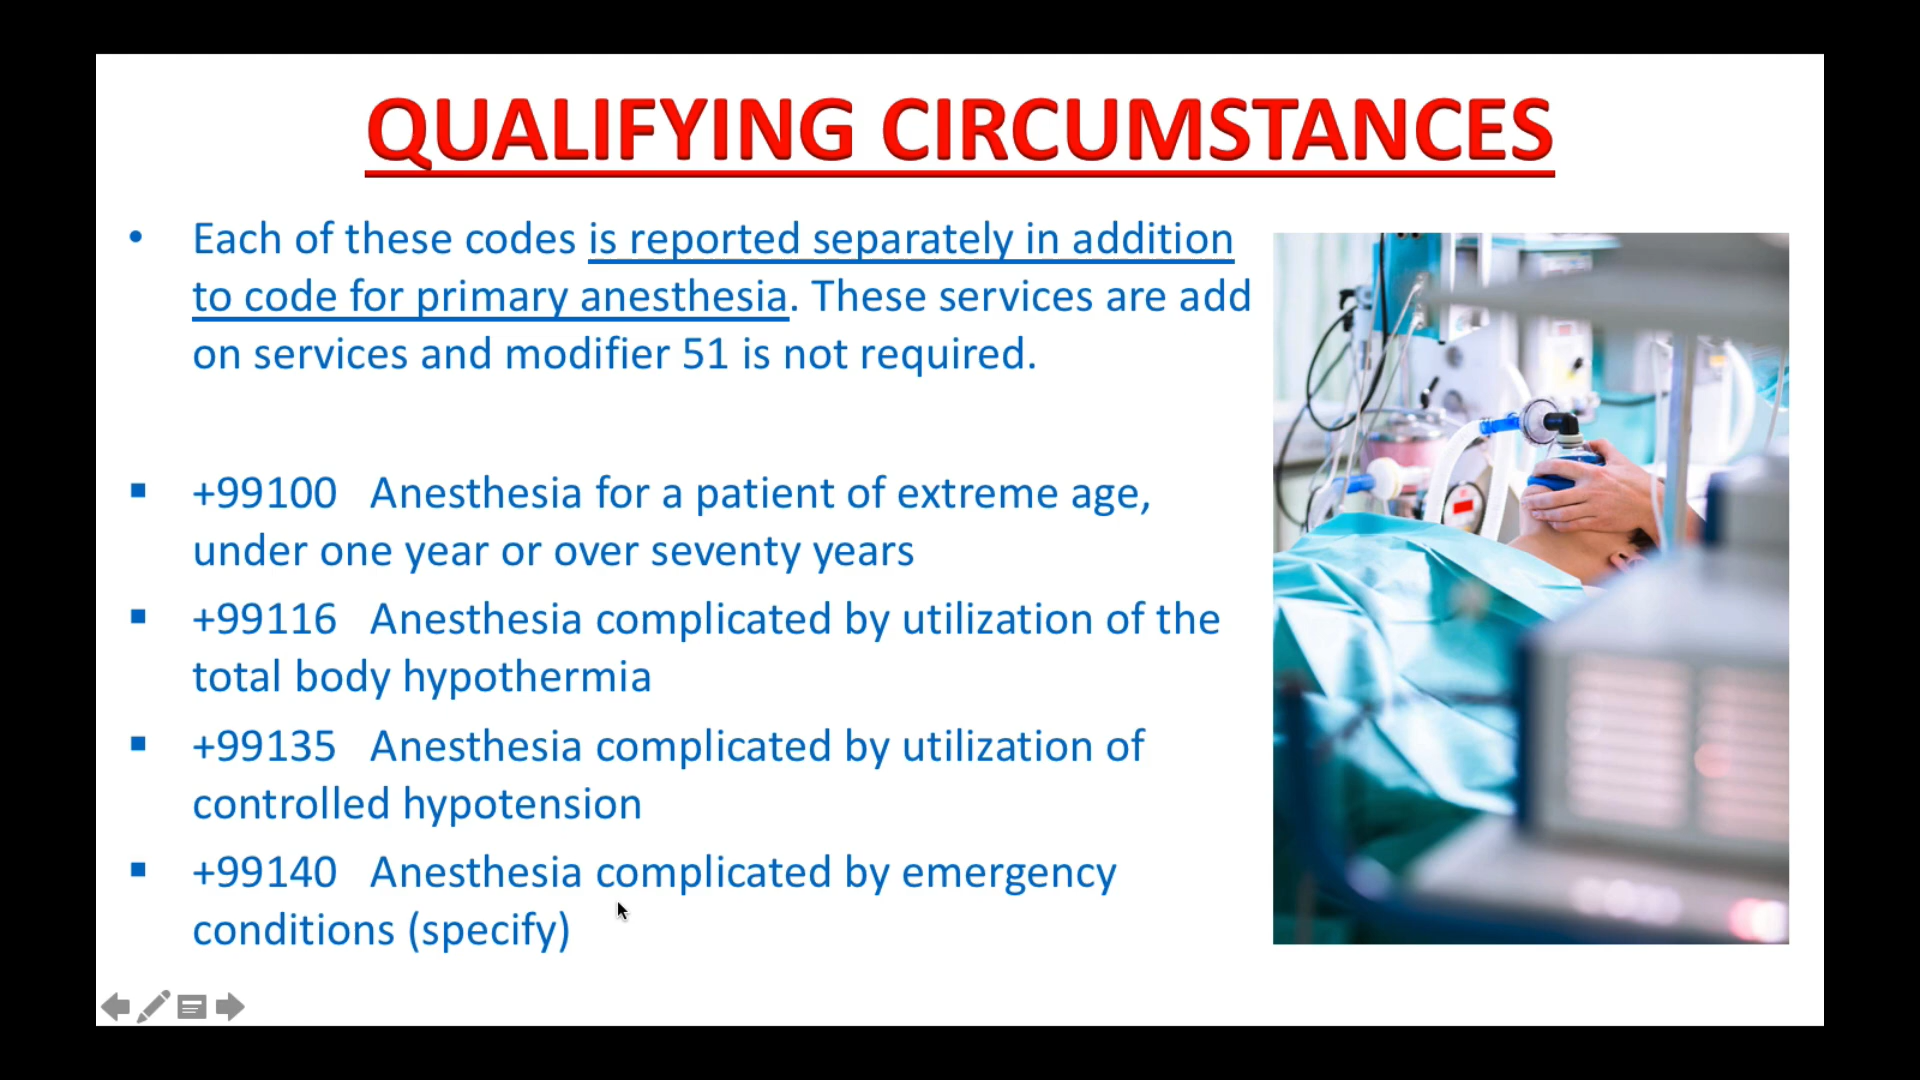 QUALIFYING CIRCUMSTANCES
• Each of these codes is reported separately in addition
to code for primary anesthesia. These services are add
on services and modifier 51 is not required.
▪ +99100 Anesthesia for a patient of extreme age,
under one year or over seventy years
▪ +99116 Anesthesia complicated by utilization of the
total body hypothermia
▪ +99135 Anesthesia complicated by utilization of
controlled hypotension
▪ +99140 Anesthesia complicated by emergency
conditions (specify)